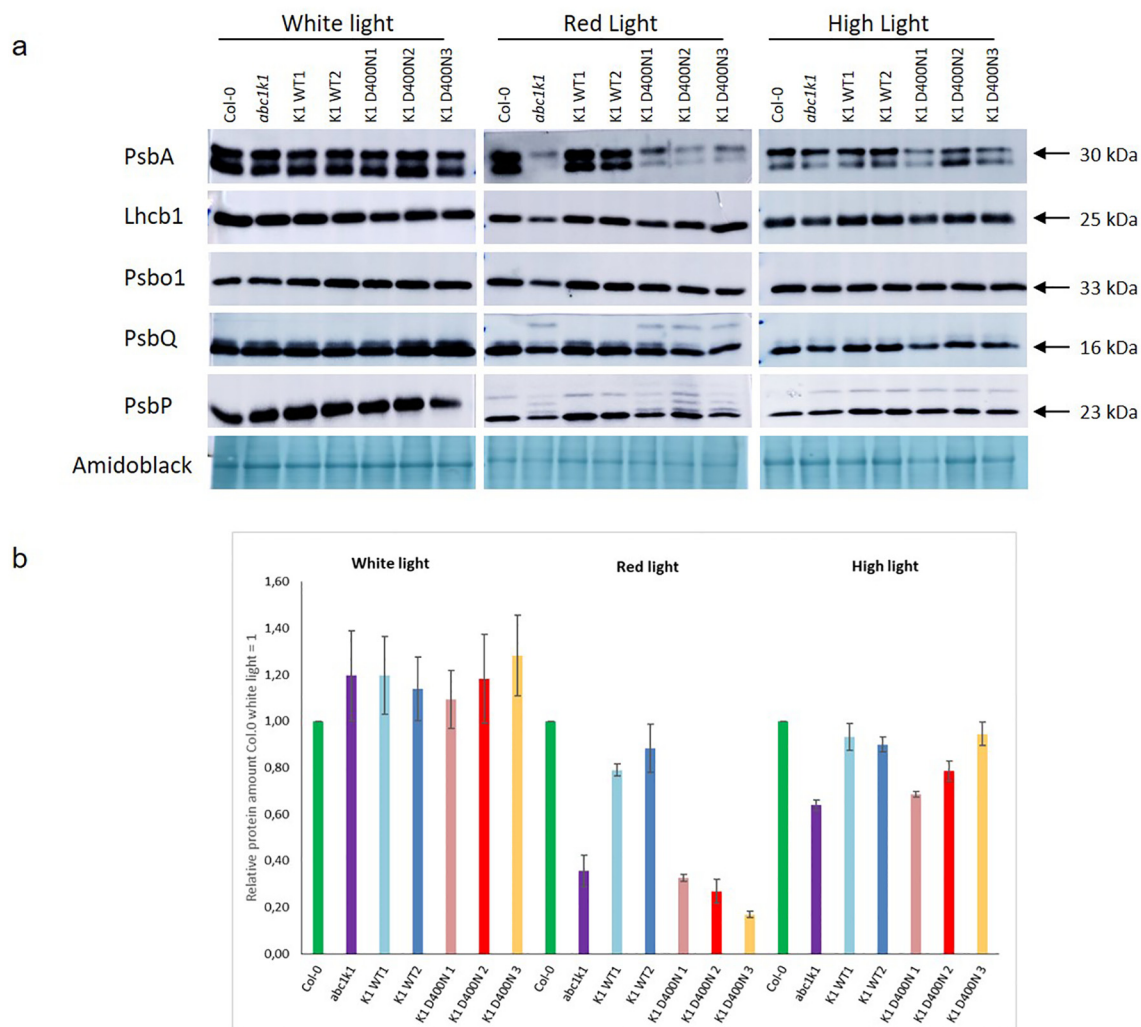 a
White light Red Light High Light
Col-0 abc1k1 K1 WT1 K1 WT2 K1 D400N1 K1 D400N2 K1 D400N3 Col-0 abc1k1 K1 WT1 K1 WT2 K1 D400N1 K1 D400N2 K1 D400N3 Col-0 abc1k1 K1 WT1 K1 WT2 K1 D400N1 K1 D400N2 K1 D400N3
PsbA 30 kDa
Lhcb1 25 kDa
Psbo1 33 kDa
PsbQ 16 kDa
PsbP 23 kDa
Amidoblack
b
White light Red light High light
Relative protein amount Col.0 white light = 1
1,60
1,40
1,20
1,00
0,80
0,60
0,40
0,20
0,00
Col-0 abc1k1 K1 WT1 K1 WT2 K1 D400N 1 K1 D400N 2 K1 D400N 3 Col-0 abc1k1 K1 WT1 K1 WT2 K1 D400N 1 K1 D400N 2 K1 D400N 3 Col-0 abc1k1 K1 WT1 K1 WT2 K1 D400N 1 K1 D400N 2 K1 D400N 3